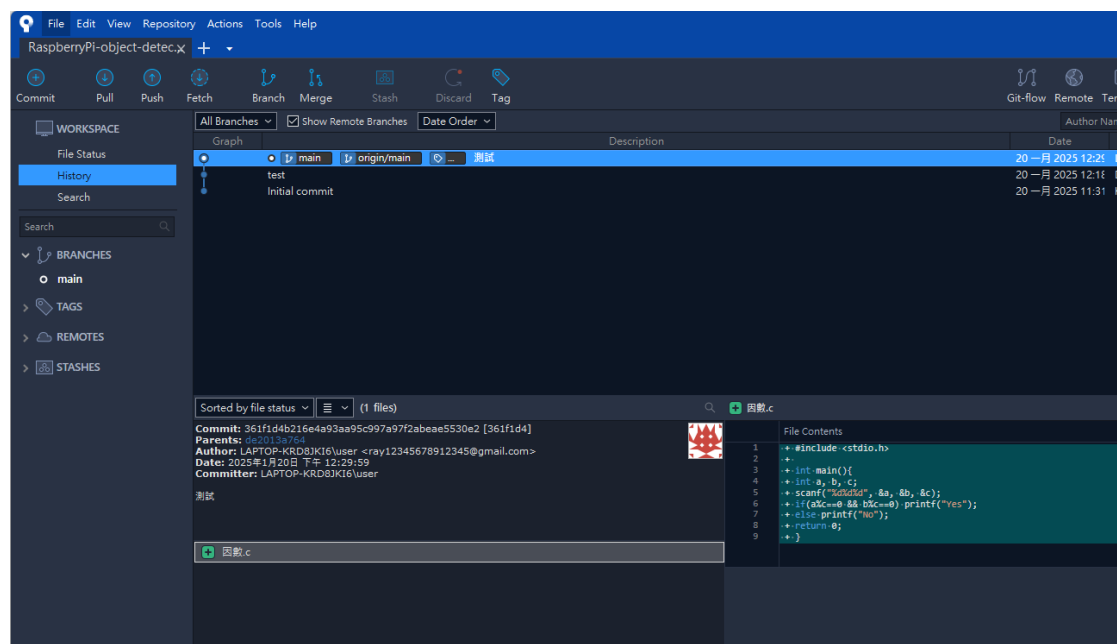 File Edit View Repository Actions Tools Help
RaspberryPi-object-detec
Commit Pull Push Fetch Branch Merge Stash Discard Tag Git-flow Remote Ter
WORKSPACE
File Status
History
Search
Search
BRANCHES
main
TAGS
REMOTES
STASHES
All Branches Show Remote Branches Date Order Author Nar
Graph Description Date
main origin/main ... 測試 20 一月 2025 12:29
test 20 一月 2025 12:18
Initial commit 20 一月 2025 11:31
Sorted by file status (1 files)
Commit: 361f1d4b216e4a93aa95c997a97f2abeae5530e2 [361f1d4]
Parents: de2013a764
Author: LAPTOP-KRD8JKI6\user <ray12345678912345@gmail.com>
Date: 2025年1月20日 下午 12:29:59
Committer: LAPTOP-KRD8JKI6\user
測試
因數.c
因數.c
File Contents
1 + #include <stdio.h>
2 +
3 + int main(){
4 + int a, b, c;
5 + scanf("%d%d%d", &a, &b, &c);
6 + if(a%c==0 && b%c==0) printf("Yes");
7 + else printf("No");
8 + return 0;
9 + }